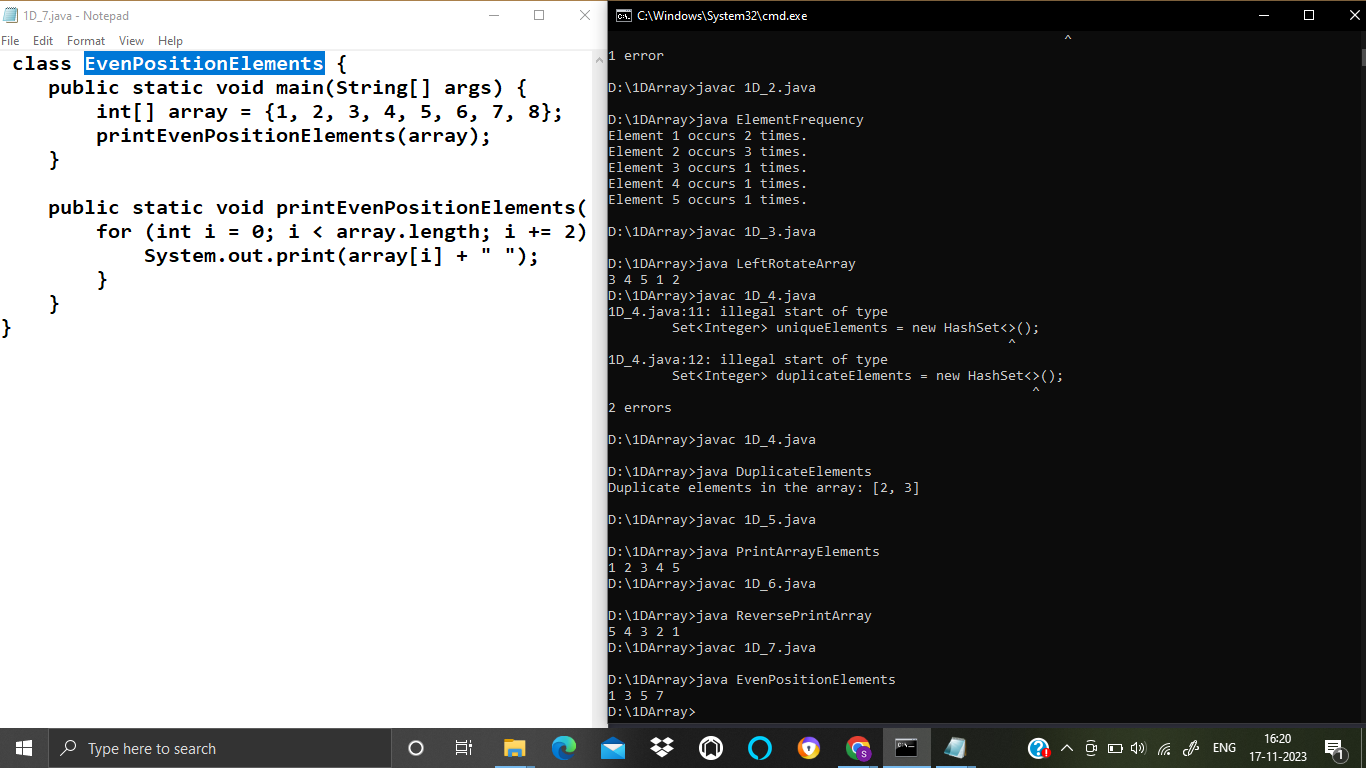 1D_7.java - Notepad
File Edit Format View Help
class EvenPositionElements {
public static void main(String[] args) {
int[] array = {1, 2, 3, 4, 5, 6, 7, 8};
printEvenPositionElements(array);
}
public static void printEvenPositionElements(
for (int i = 0; i < array.length; i += 2)
System.out.print(array[i] + " ");
}
}
}
C:\Windows\System32\cmd.exe
^
1 error
D:\1DArray>javac 1D_2.java
D:\1DArray>java ElementFrequency
Element 1 occurs 2 times.
Element 2 occurs 3 times.
Element 3 occurs 1 times.
Element 4 occurs 1 times.
Element 5 occurs 1 times.
D:\1DArray>javac 1D_3.java
D:\1DArray>java LeftRotateArray
3 4 5 1 2
D:\1DArray>javac 1D_4.java
1D_4.java:11: illegal start of type
Set<Integer> uniqueElements = new HashSet<>();
^
1D_4.java:12: illegal start of type
Set<Integer> duplicateElements = new HashSet<>();
^
2 errors
D:\1DArray>javac 1D_4.java
D:\1DArray>java DuplicateElements
Duplicate elements in the array: [2, 3]
D:\1DArray>javac 1D_5.java
D:\1DArray>java PrintArrayElements
1 2 3 4 5
D:\1DArray>javac 1D_6.java
D:\1DArray>java ReversePrintArray
5 4 3 2 1
D:\1DArray>javac 1D_7.java
D:\1DArray>java EvenPositionElements
1 3 5 7
D:\1DArray>
Type here to search
ENG
16:20
17-11-2023
1